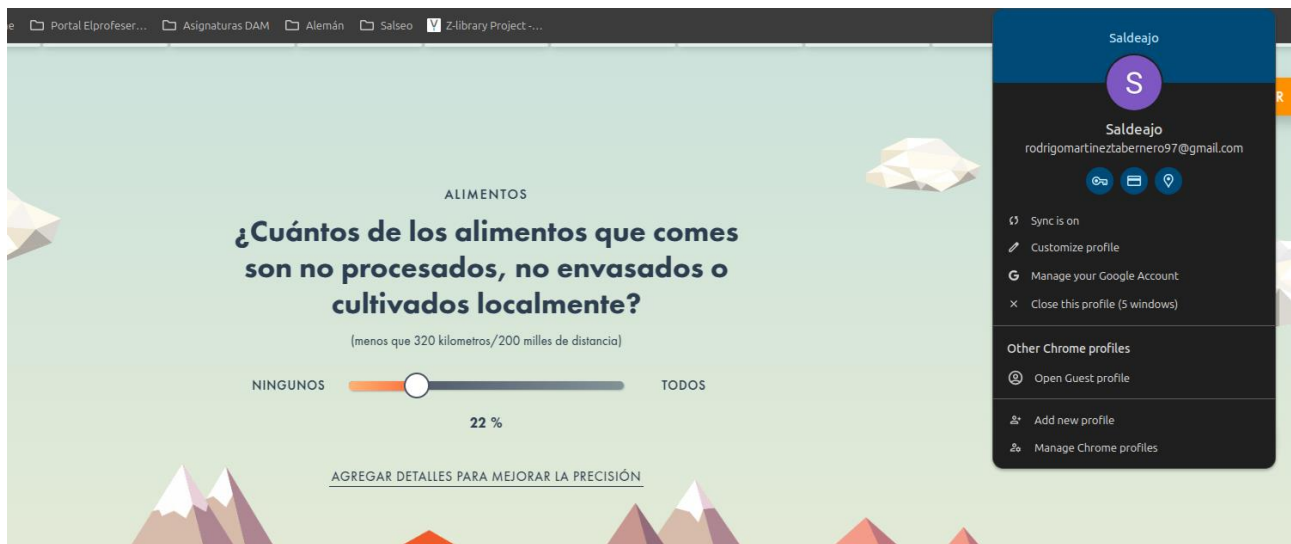 e Portal Elprofeser... Asignaturas DAM Alemán Salseo Z-library Project -...
ALIMENTOS
¿Cuántos de los alimentos que comes
son no procesados, no envasados o
cultivados localmente?
(menos que 320 kilometros/200 milles de distancia)
NINGUNOS TODOS
22 %
AGREGAR DETALLES PARA MEJORAR LA PRECISIÓN
Saldeajo
S
Saldeajo
rodrigomartineztabernero97@gmail.com
Sync is on
Customize profile
G Manage your Google Account
Close this profile (5 windows)
Other Chrome profiles
Open Guest profile
Add new profile
Manage Chrome profiles
R